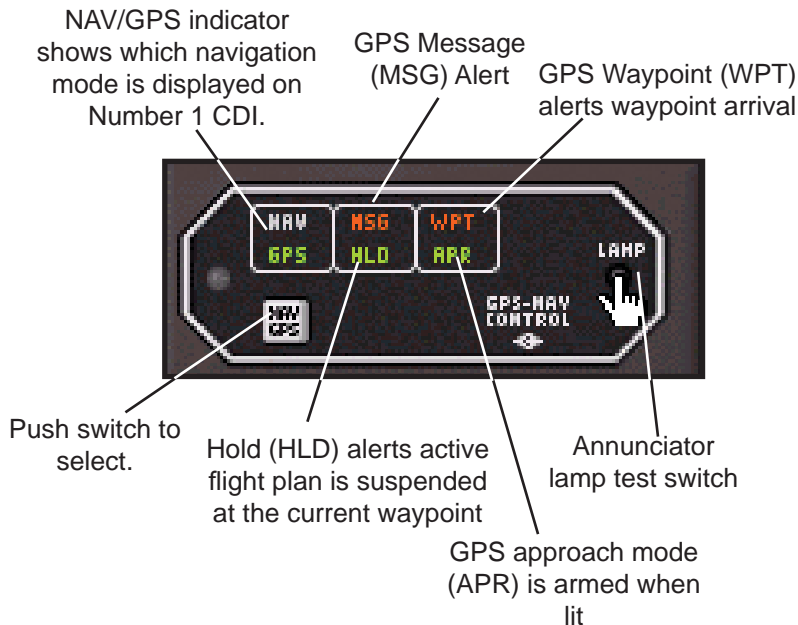 NAV/GPS indicator
shows which navigation
mode is displayed on
Number 1 CDI.
GPS Message
(MSG) Alert
GPS Waypoint (WPT)
alerts waypoint arrival
NAV MSG WPT
GPS HLD APR
LAMP
NAV
GPS
GPS-NAV
CONTROL
Push switch to
select.
Hold (HLD) alerts active
flight plan is suspended
at the current waypoint
Annunciator
lamp test switch
GPS approach mode
(APR) is armed when
lit